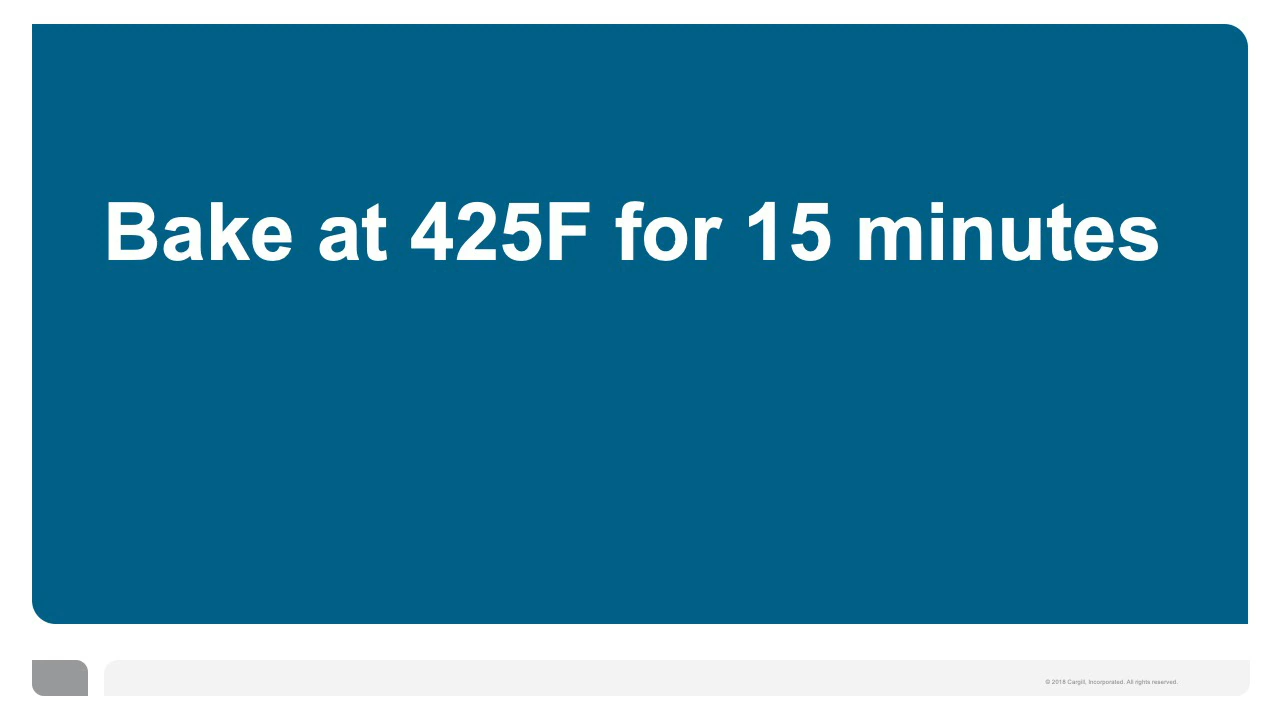 Bake at 425F for 15 minutes
© 2018 Cargill, Incorporated. All rights reserved.